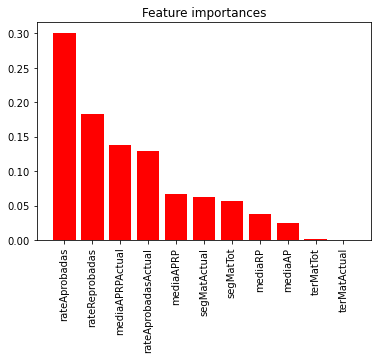 Feature importances
0.30
0.25
0.20
0.15
0.10
0.05
0.00
rateAprobadas
rateReprobadas
mediaAPRPActual
rateAprobadasActual
mediaAPRP
segMatActual
segMatTot
mediaRP
mediaAP
terMatTot
terMatActual